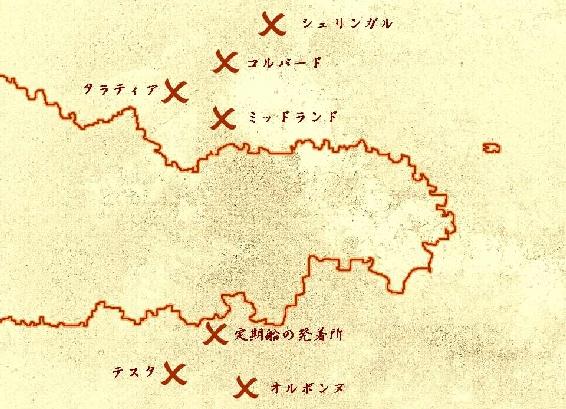 シュリンガル
コルバード
タラティア
ミッドランド
定期船の発着所
テスタ
オルボンヌ